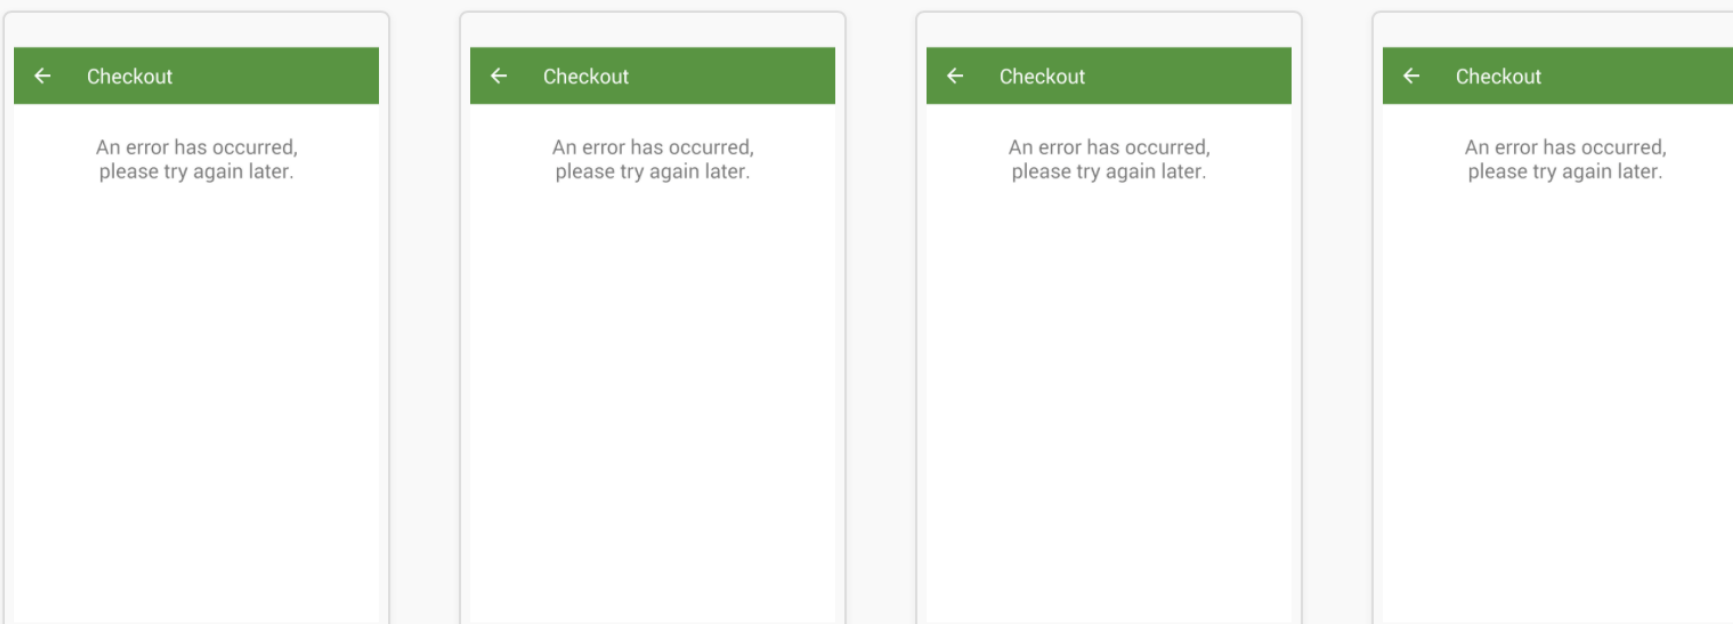 Checkout
An error has occurred,
please try again later.
Checkout
An error has occurred,
please try again later.
Checkout
An error has occurred,
please try again later.
Checkout
An error has occurred,
please try again later.